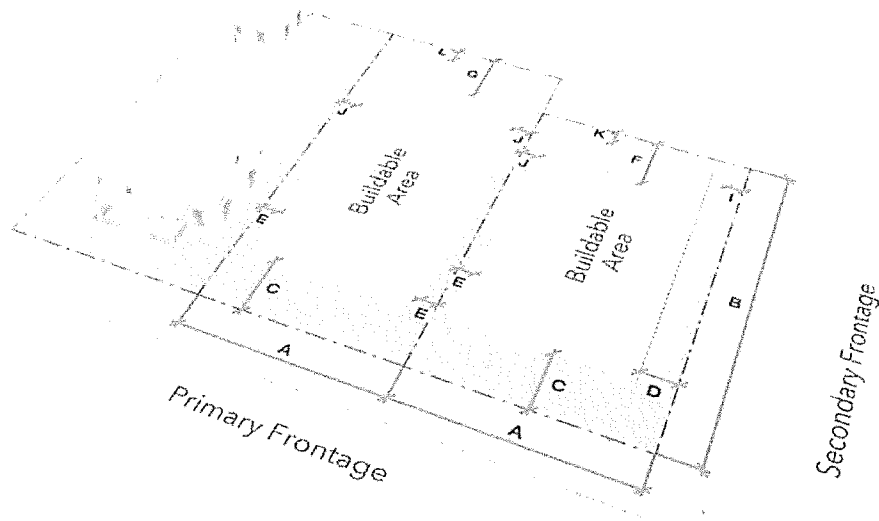 L
G
K
F
J
J
J
I
Buildable
Area
Buildable
Area
E
E
E
B
C
C
D
A
A
Primary Frontage
Secondary Frontage